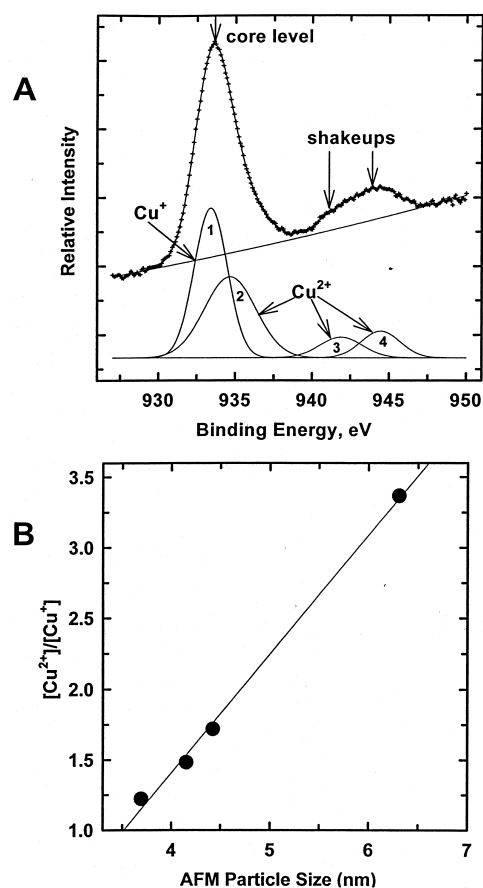 A
core level
shakeups
Cu⁺
1
2
Cu²⁺
3
4
Relative Intensity
930 935 940 945 950
Binding Energy, eV
B
3.5
3.0
2.5
2.0
1.5
1.0
[Cu²⁺]/[Cu⁺]
4 5 6 7
AFM Particle Size (nm)